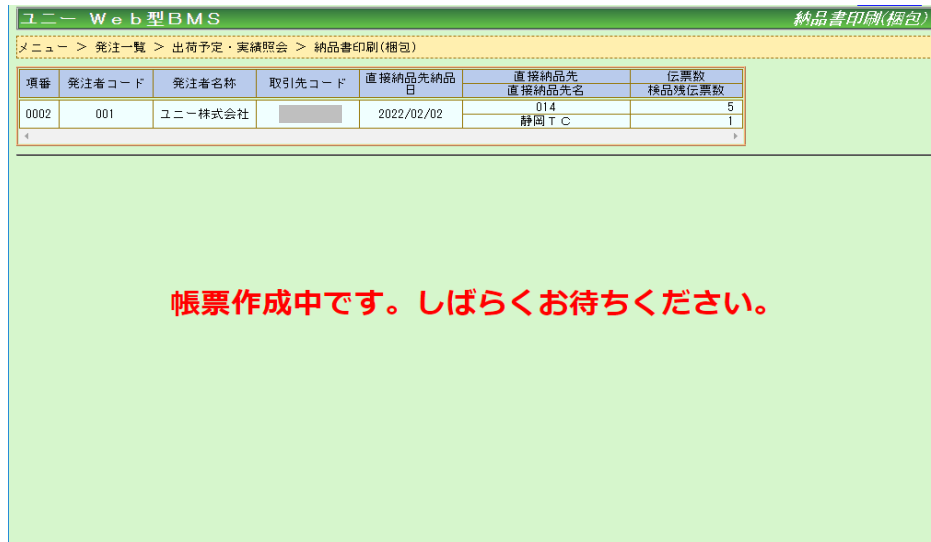 ユニー Ｗｅｂ型ＢＭＳ 納品書印刷(梱包)
メニュー ＞ 発注一覧 ＞ 出荷予定・実績照会 ＞ 納品書印刷(梱包)
項番 発注者コード 発注者名称 取引先コード 直接納品先納品日 直接納品先 伝票数
直接納品先名 検品残伝票数
0002 001 ユニー株式会社 2022/02/02 014 5
静岡ＴＣ 1
帳票作成中です。しばらくお待ちください。